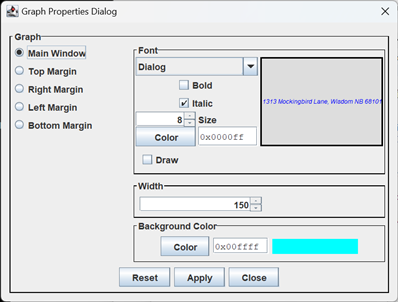 Graph Properties Dialog
Graph
Main Window
Top Margin
Right Margin
Left Margin
Bottom Margin
Font
Dialog
Bold
Italic
8 Size
Color 0x0000ff
Draw
1313 Mockingbird Lane, Wisdom NB 68101
Width
150
Background Color
Color 0x00ffff
Reset Apply Close